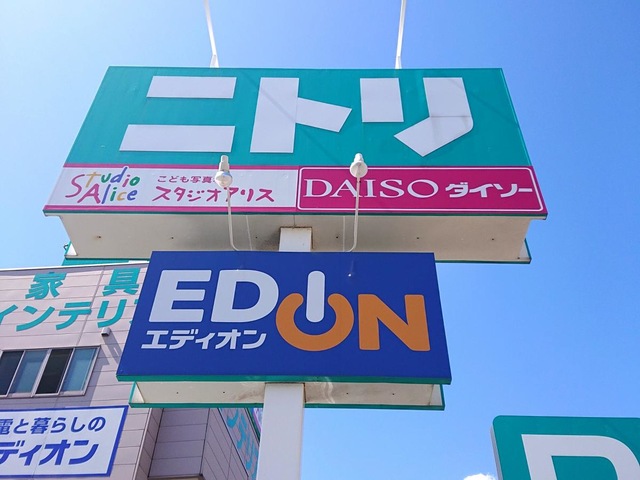 ニトリ
Studio Alice
こども写真
スタジオアリス
DAISO ダイソー
EDION
エディオン
家具
インテリ
電と暮らしの
ディオン
P